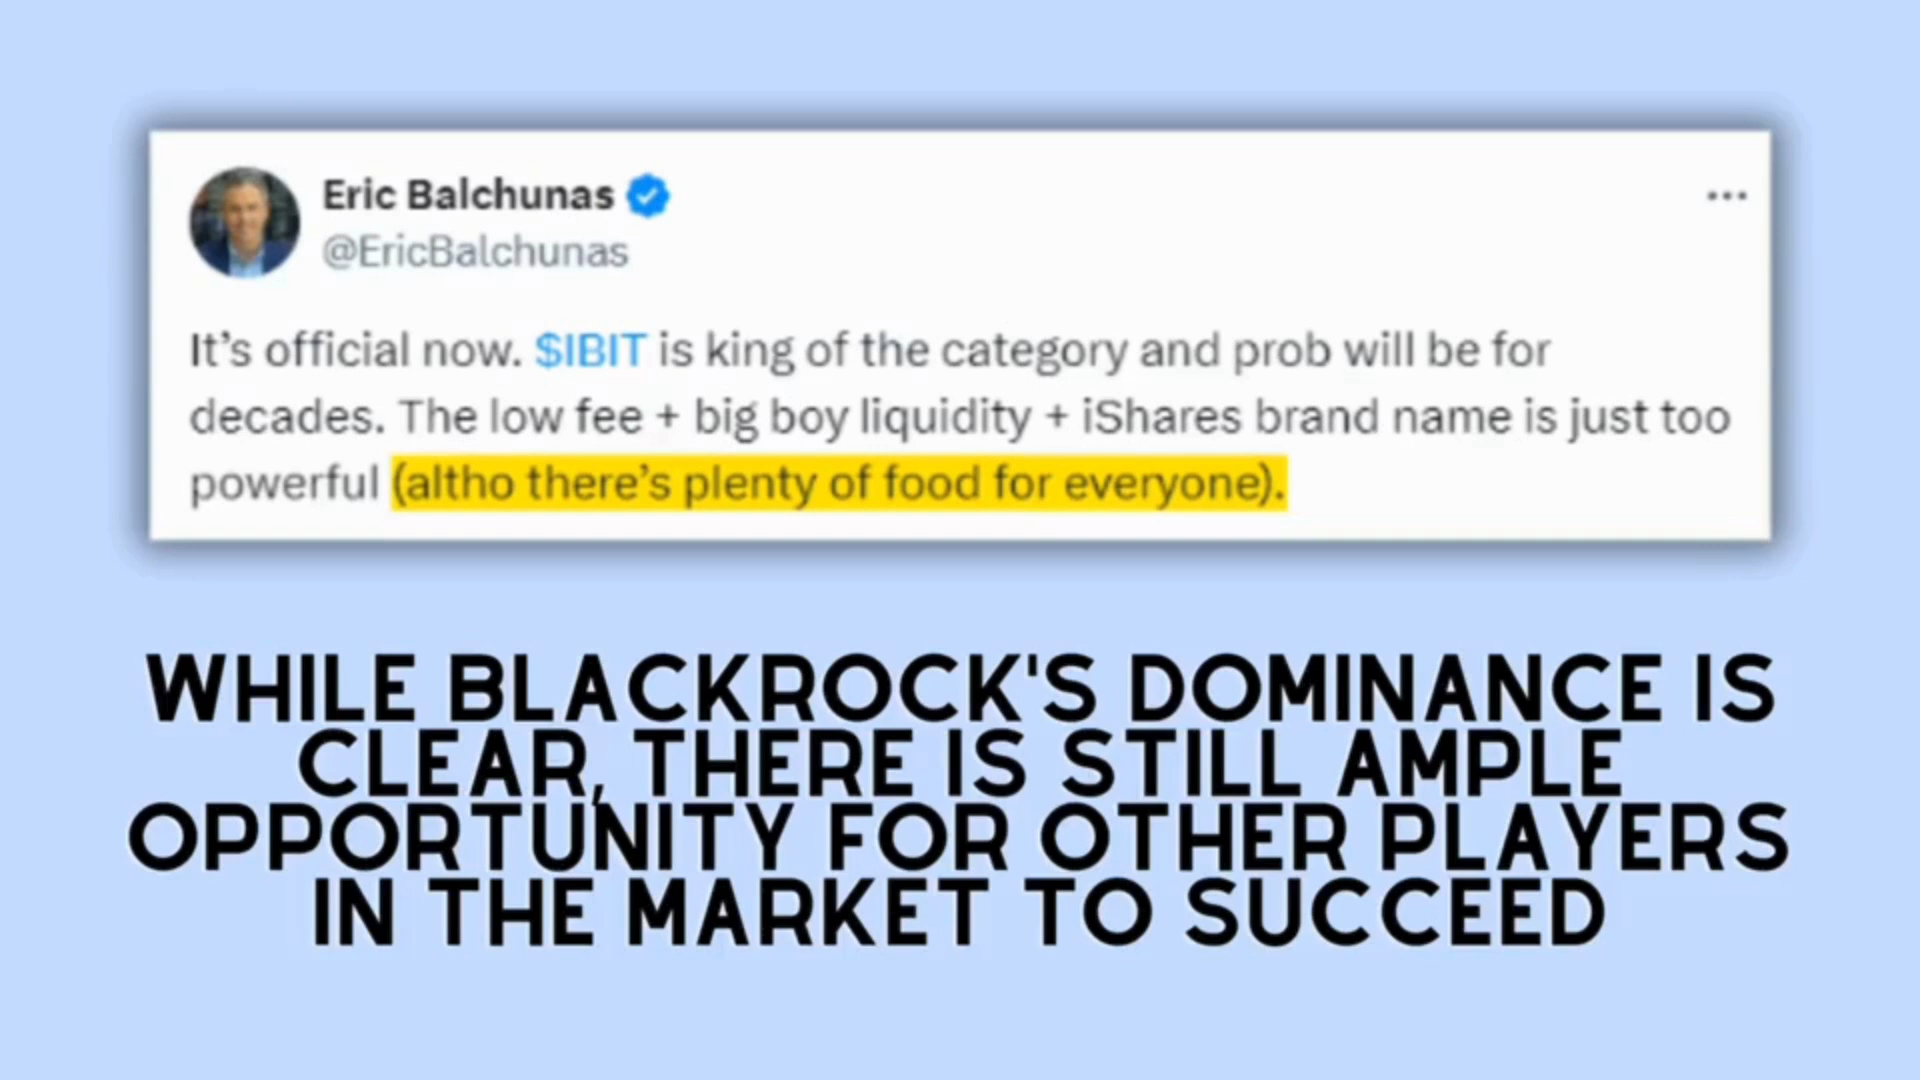 Eric Balchunas
@EricBalchunas
It's official now. $IBIT is king of the category and prob will be for
decades. The low fee + big boy liquidity + iShares brand name is just too
powerful (altho there's plenty of food for everyone).
WHILE BLACKROCK'S DOMINANCE IS
CLEAR, THERE IS STILL AMPLE
OPPORTUNITY FOR OTHER PLAYERS
IN THE MARKET TO SUCCEED